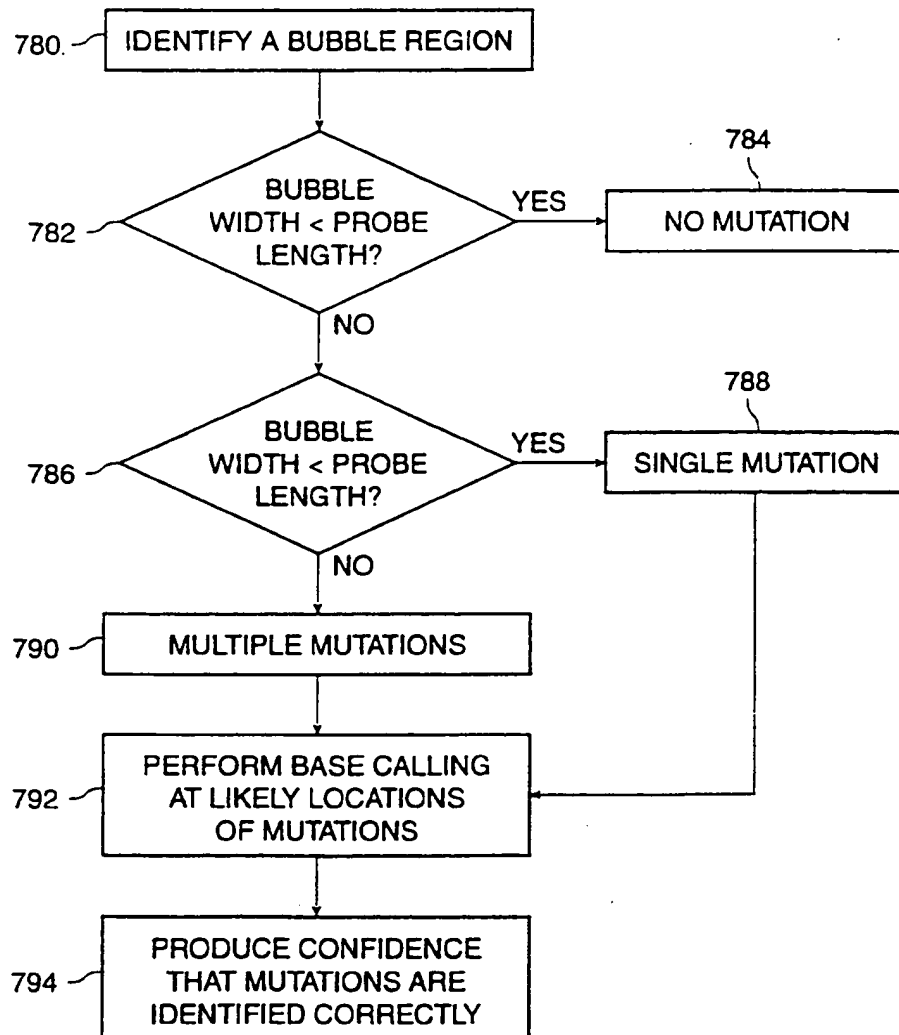 780.
IDENTIFY A BUBBLE REGION
782
BUBBLE
WIDTH < PROBE
LENGTH?
YES
784
NO MUTATION
NO
786
BUBBLE
WIDTH < PROBE
LENGTH?
YES
788
SINGLE MUTATION
NO
790
MULTIPLE MUTATIONS
792
PERFORM BASE CALLING
AT LIKELY LOCATIONS
OF MUTATIONS
794
PRODUCE CONFIDENCE
THAT MUTATIONS ARE
IDENTIFIED CORRECTLY